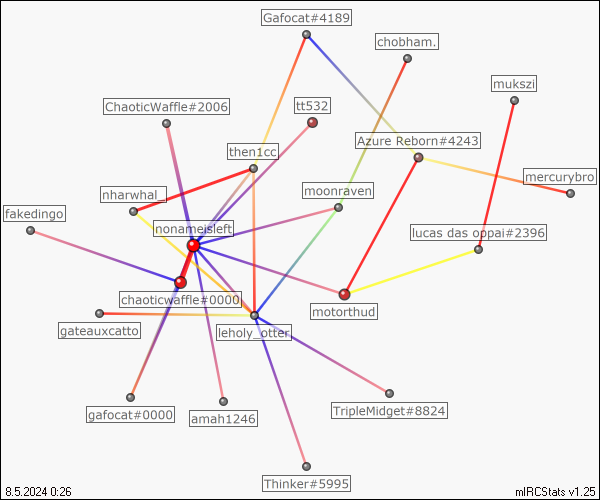 Gafocat#4189
chobham.
mukszi
ChaoticWaffle#2006
tt532
Azure Reborn#4243
then1cc
mercurybro
nharwhal_
moonraven
fakedingo
nonameisleft
lucas das oppai#2396
chaoticwaffle#0000
motorthud
gateauxcatto
leholy_otter
gafocat#0000
amah1246
TripleMidget#8824
Thinker#5995
8.5.2024 0:26
mIRCStats v1.25